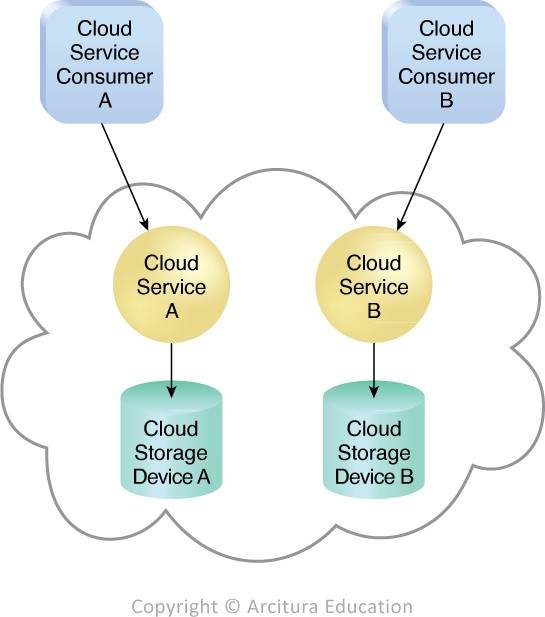 Cloud
Service
Consumer
A
Cloud
Service
Consumer
B
Cloud
Service
A
Cloud
Service
B
Cloud
Storage
Device A
Cloud
Storage
Device B
Copyright © Arcitura Education